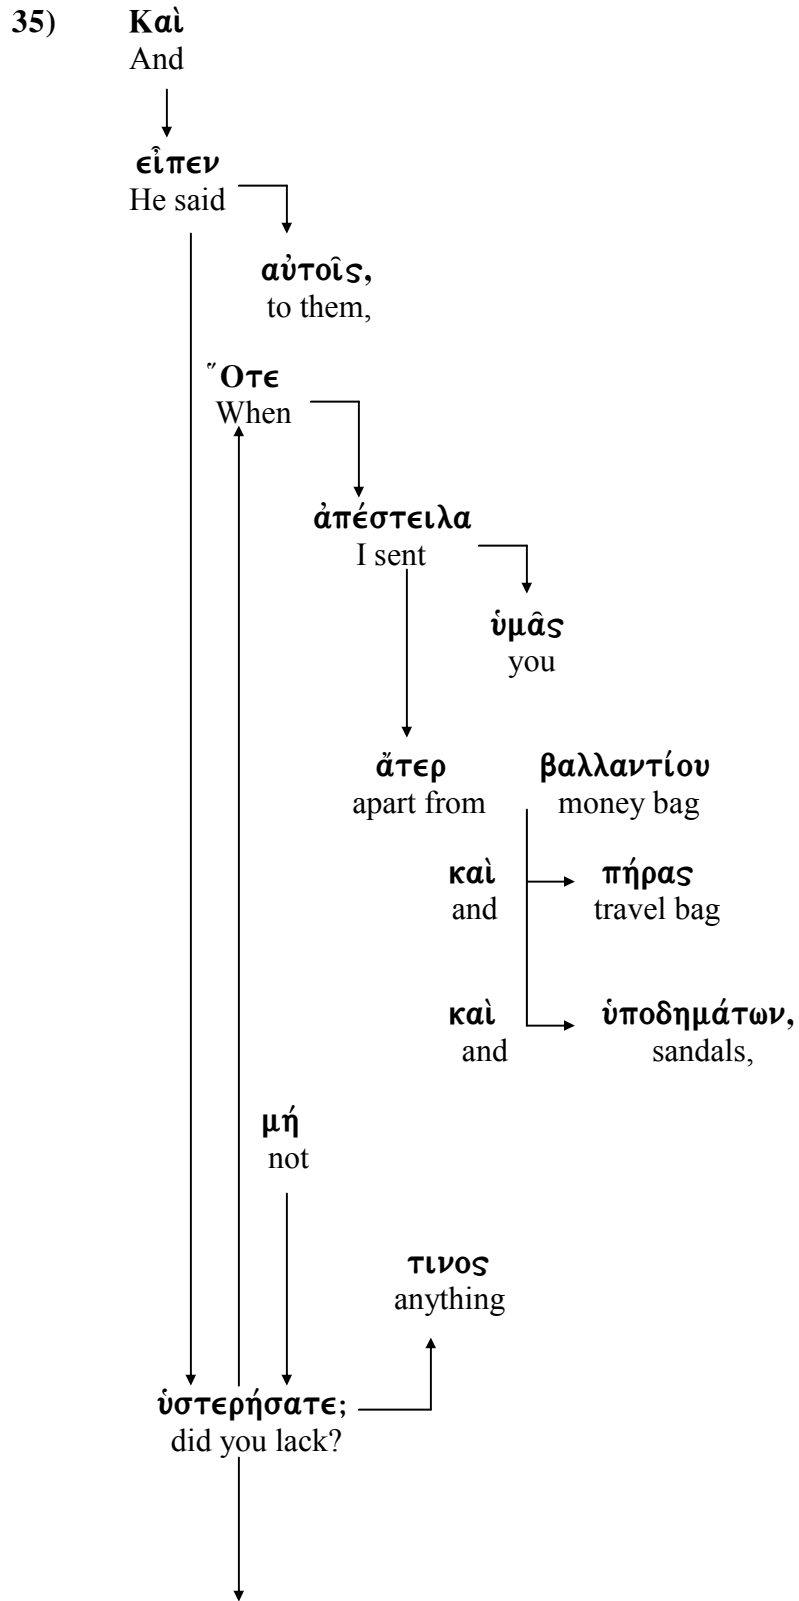 35) Καὶ
And
εἶπεν
He said
αὐτοῖς,
to them,
Ὅτε
When
ἀπέστειλα
I sent
ὑμᾶς
you
ἄτερ βαλλαντίου
apart from money bag
καὶ πήρας
and travel bag
καὶ ὑποδημάτων,
and sandals,
μή
not
τινος
anything
ὑστερήσατε;
did you lack?